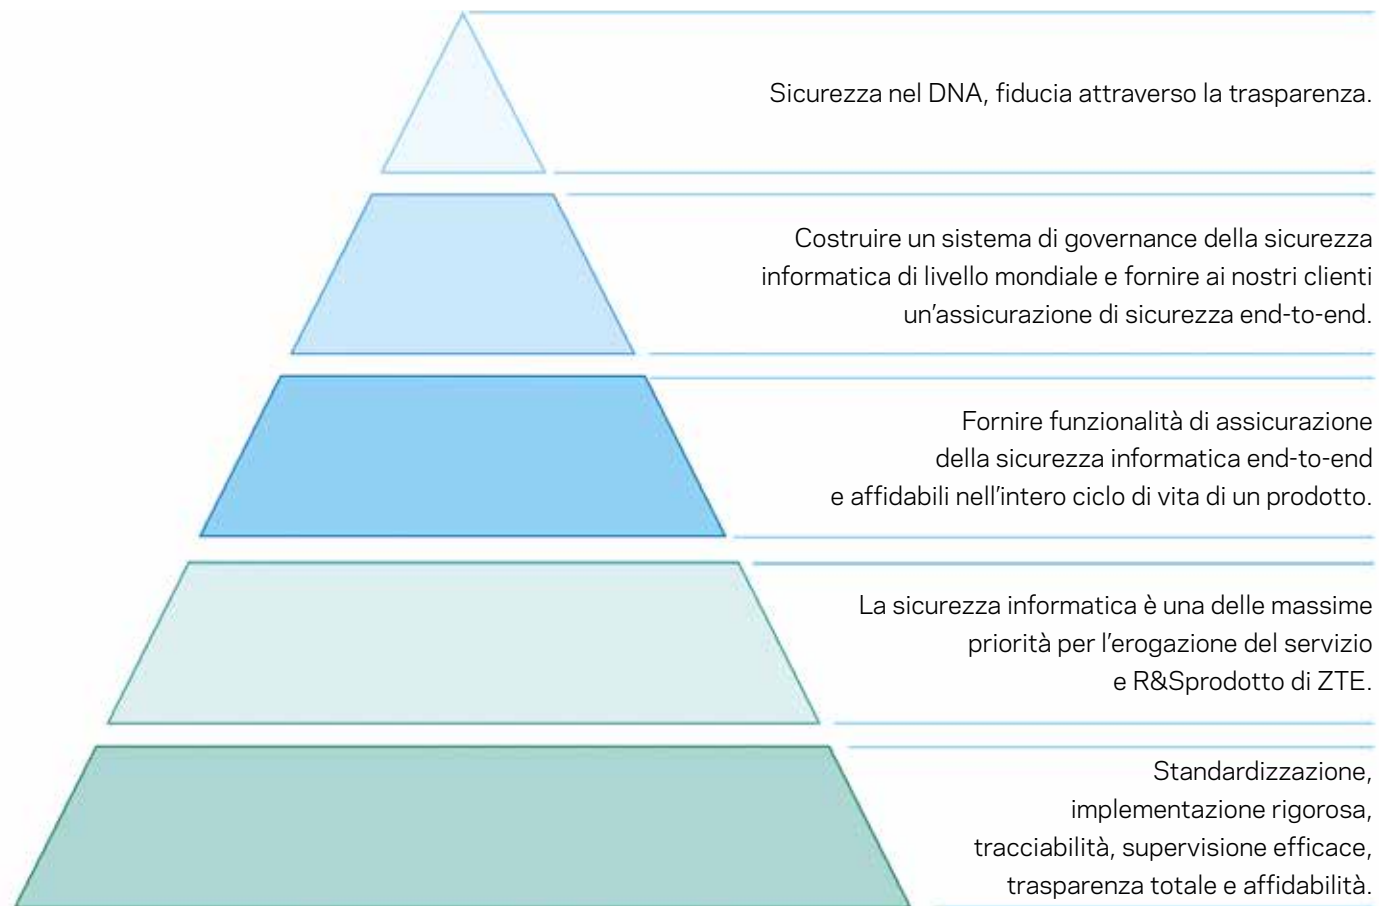 Sicurezza nel DNA, fiducia attraverso la trasparenza.
Costruire un sistema di governance della sicurezza
informatica di livello mondiale e fornire ai nostri clienti
un'assicurazione di sicurezza end-to-end.
Fornire funzionalità di assicurazione
della sicurezza informatica end-to-end
e affidabili nell'intero ciclo di vita di un prodotto.
La sicurezza informatica è una delle massime
priorità per l'erogazione del servizio
e R&Sprodotto di ZTE.
Standardizzazione,
implementazione rigorosa,
tracciabilità, supervisione efficace,
trasparenza totale e affidabilità.